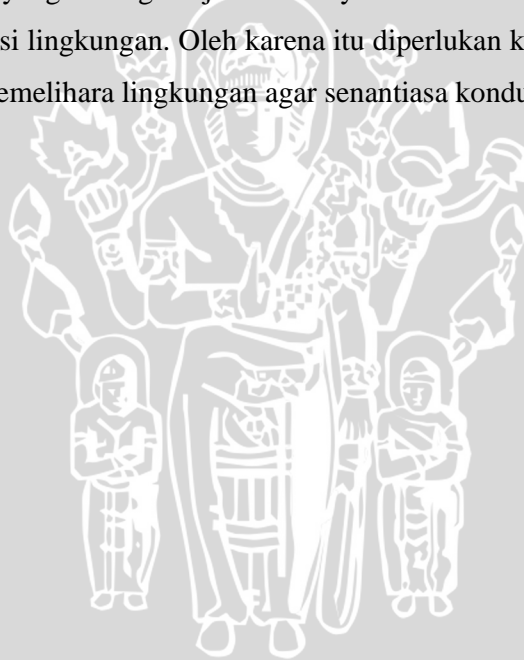 si lingkungan. Oleh karena itu diperlukan k
emelihara lingkungan agar senantiasa kondu